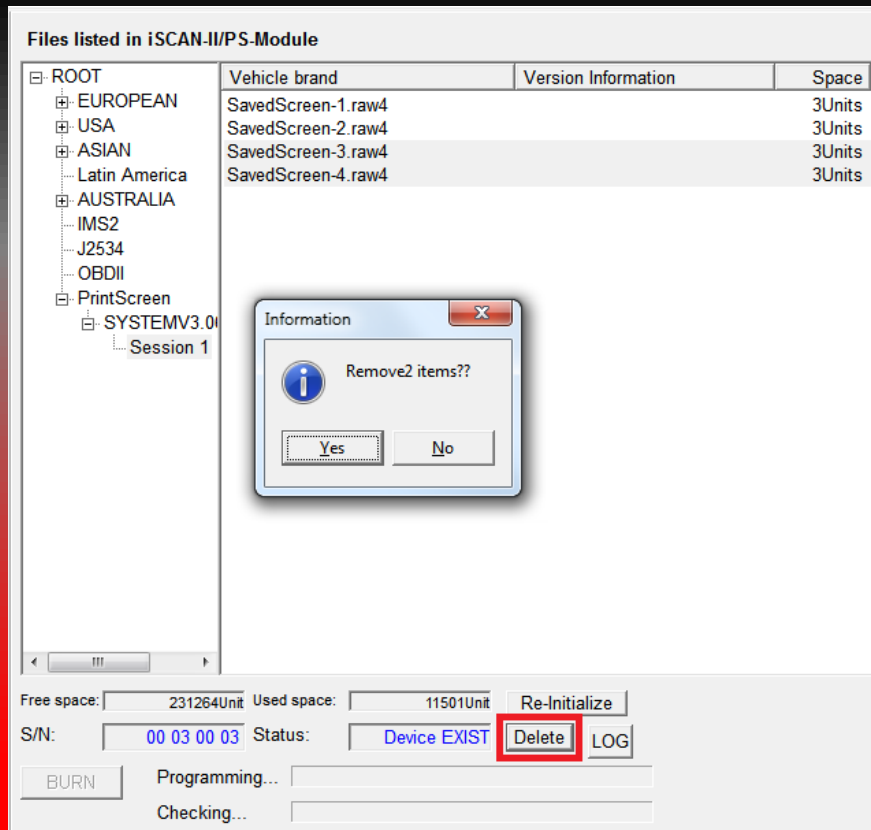 Files listed in iSCAN-II/PS-Module
ROOT
EUROPEAN
USA
ASIAN
Latin America
AUSTRALIA
IMS2
J2534
OBDII
PrintScreen
SYSTEMV3.0
Session 1
Vehicle brand Version Information Space
SavedScreen-1.raw4 3Units
SavedScreen-2.raw4 3Units
SavedScreen-3.raw4 3Units
SavedScreen-4.raw4 3Units
Information
Remove2 items??
Yes No
Free space: 231264Unit Used space: 11501Unit Re-Initialize
S/N: 00 03 00 03 Status: Device EXIST Delete LOG
BURN Programming...
Checking...